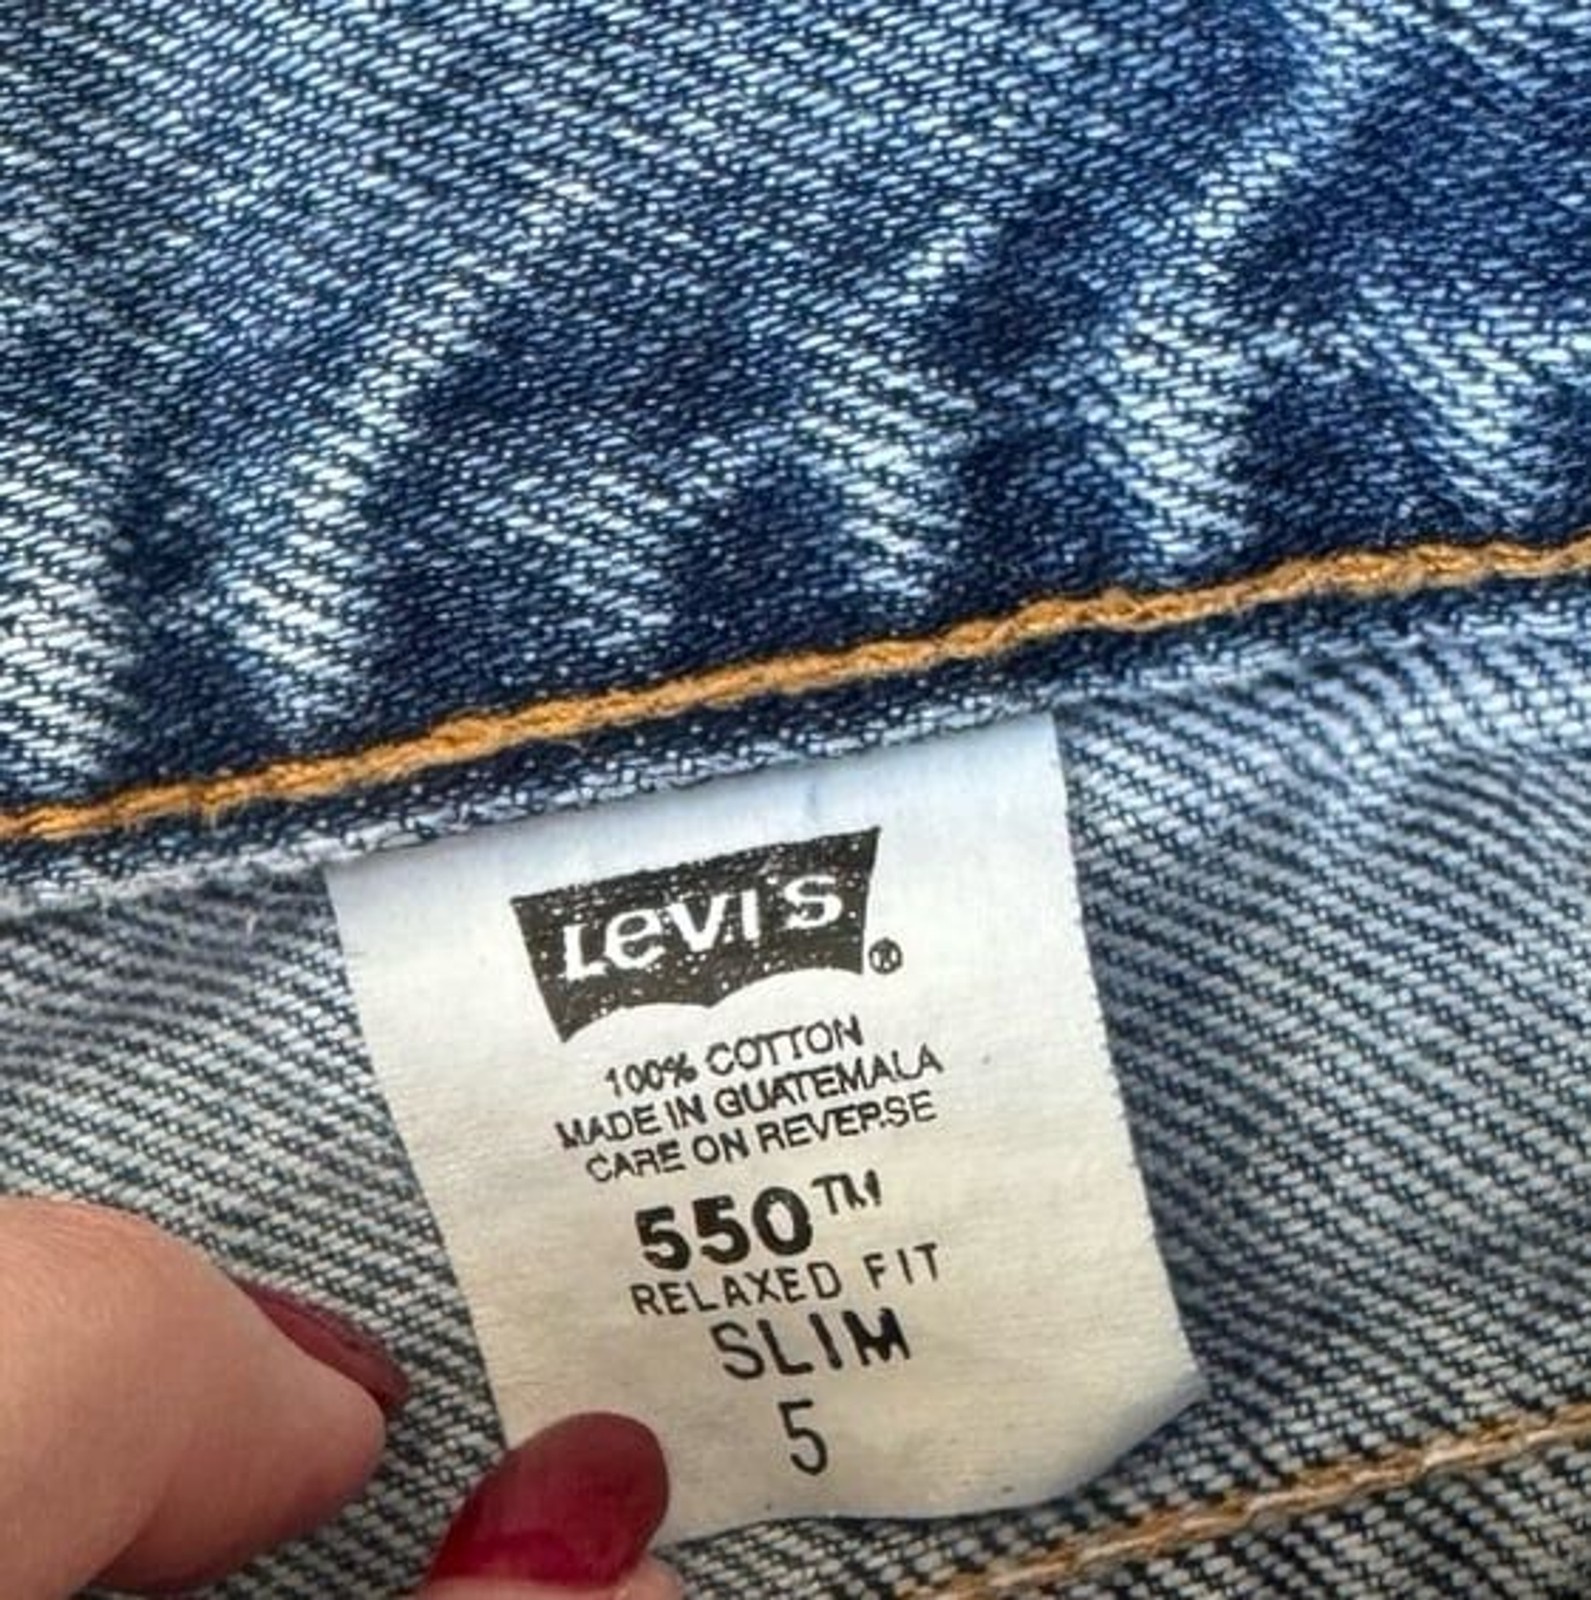 Levi's ®
100% COTTON
MADE IN GUATEMALA
CARE ON REVERSE
550™
RELAXED FIT
SLIM
5